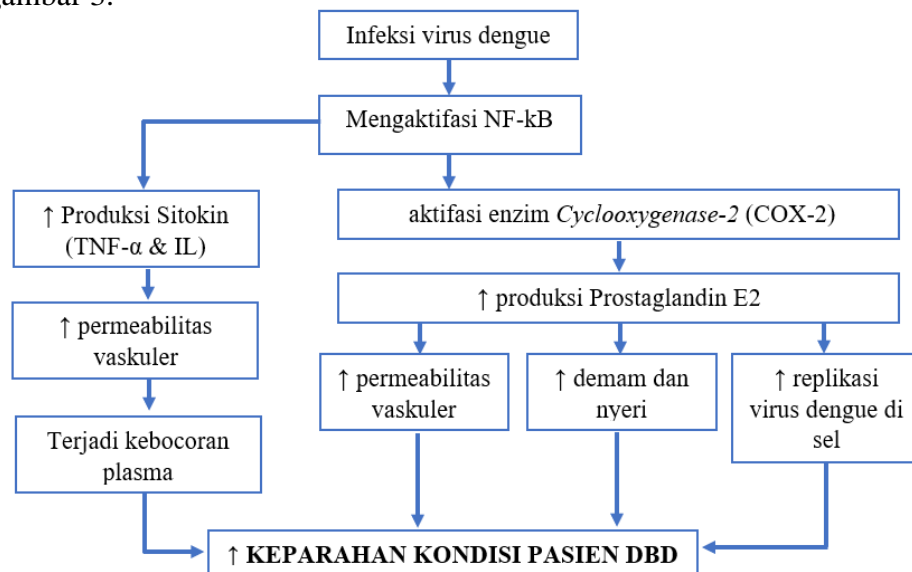 gambar 3.
Infeksi virus dengue
Mengaktifasi NF-kB
↑ Produksi Sitokin
(TNF-α & IL)
aktifasi enzim Cyclooxygenase-2 (COX-2)
↑ produksi Prostaglandin E2
↑ permeabilitas
vaskuler
↑ permeabilitas
vaskuler
↑ demam dan
nyeri
↑ replikasi
virus dengue di
sel
Terjadi kebocoran
plasma
↑ KEPARAHAN KONDISI PASIEN DBD